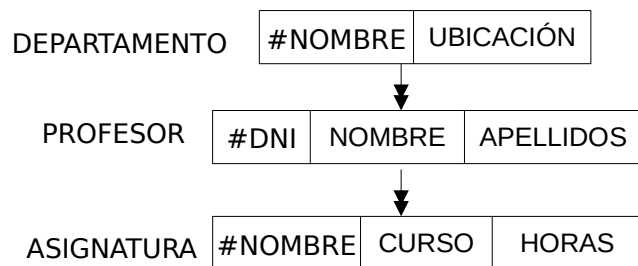 DEPARTAMENTO #NOMBRE UBICACIÓN
PROFESOR #DNI NOMBRE APELLIDOS
ASIGNATURA #NOMBRE CURSO HORAS